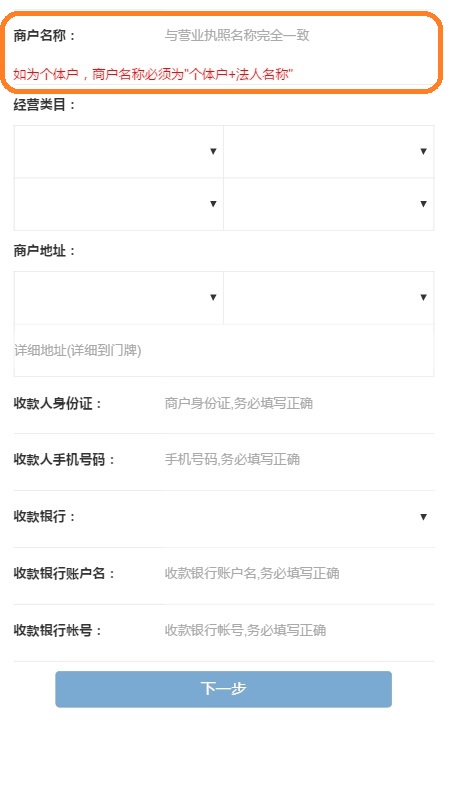 商户名称： 与营业执照名称完全一致
如为个体户，商户名称必须为"个体户+法人名称"
经营类目：
商户地址：
详细地址(详细到门牌)
收款人身份证： 商户身份证,务必填写正确
收款人手机号码： 手机号码,务必填写正确
收款银行：
收款银行账户名： 收款银行账户名,务必填写正确
收款银行帐号： 收款银行帐号,务必填写正确
下一步